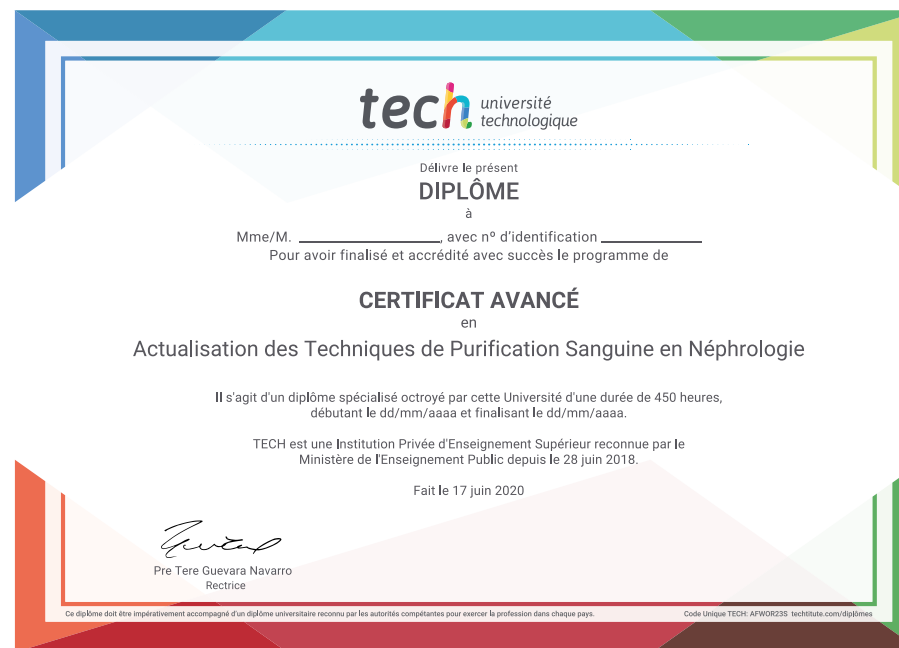 tech université
technologique
Délivre le présent
DIPLÔME
à
Mme/M. ____________________, avec nº d'identification ______________
Pour avoir finalisé et accrédité avec succès le programme de
CERTIFICAT AVANCÉ
en
Actualisation des Techniques de Purification Sanguine en Néphrologie
Il s'agit d'un diplôme spécialisé octroyé par cette Université d'une durée de 450 heures,
débutant le dd/mm/aaaa et finalisant le dd/mm/aaaa.
TECH est une Institution Privée d'Enseignement Supérieur reconnue par le
Ministère de l'Enseignement Public depuis le 28 juin 2018.
Fait le 17 juin 2020
Pre Tere Guevara Navarro
Rectrice
Ce diplôme doit être impérativement accompagné d'un diplôme universitaire reconnu par les autorités compétentes pour exercer la profession dans chaque pays.
Code Unique TECH: AFWOR23S techtitute.com/diplômes